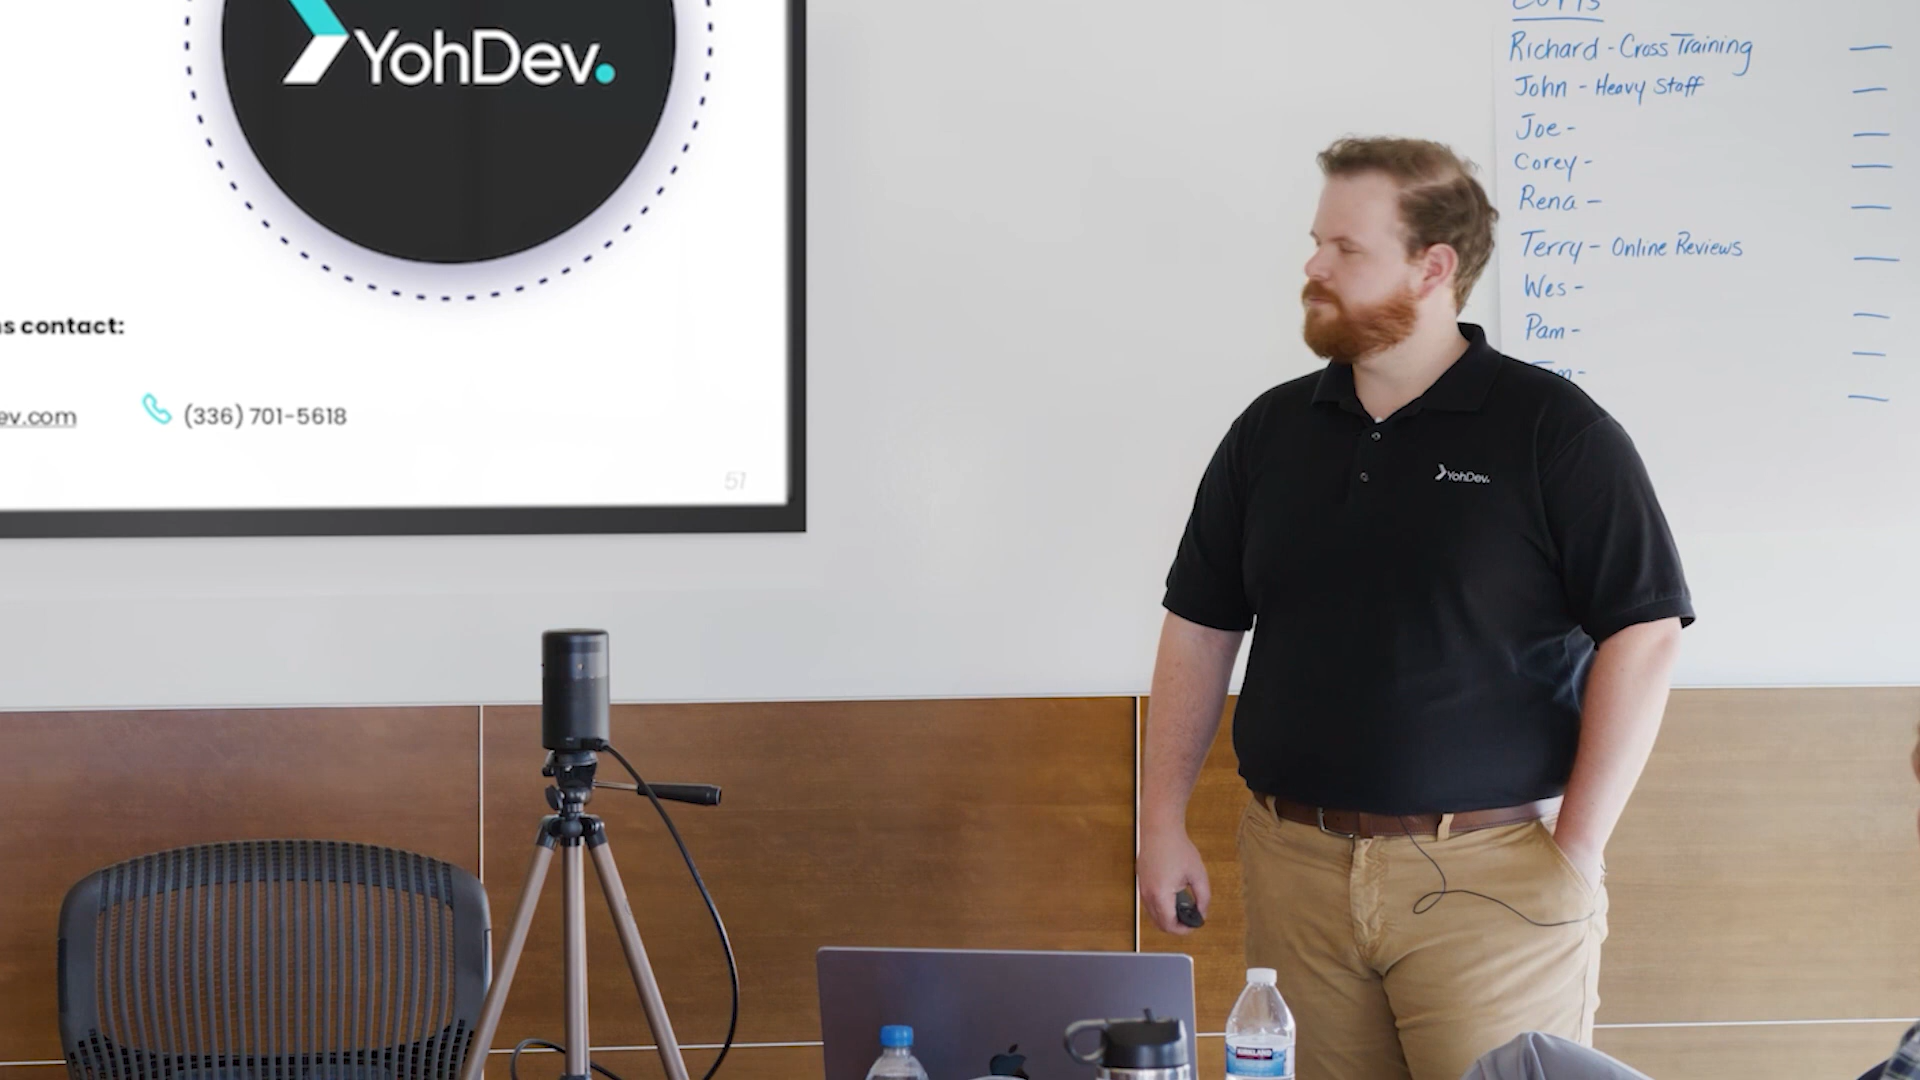 YohDev.
s contact:
ev.com
(336) 701-5618
51
Richard - Cross Training
John - Heavy Staff
Joe -
Corey -
Rena -
Terry - Online Reviews
Wes -
Pam -
YohDev.
KIRKLAND